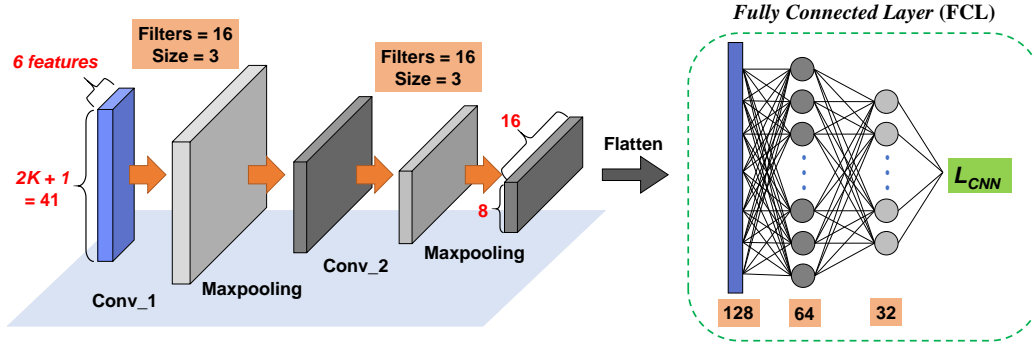 Fully Connected Layer (FCL)
Filters = 16
Size = 3
Filters = 16
Size = 3
6 features
16
Flatten
2K + 1
= 41
8
L_CNN
Conv_1
Maxpooling
Conv_2
Maxpooling
128
64
32